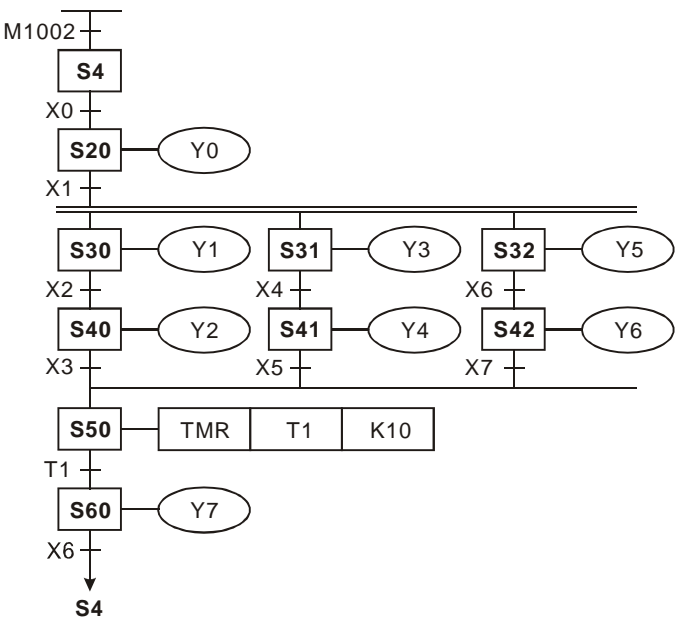 M1002
S4
X0
S20 Y0
X1
S30 Y1 S31 Y3 S32 Y5
X2 X4 X6
S40 Y2 S41 Y4 S42 Y6
X3 X5 X7
S50 TMR T1 K10
T1
S60 Y7
X6
S4